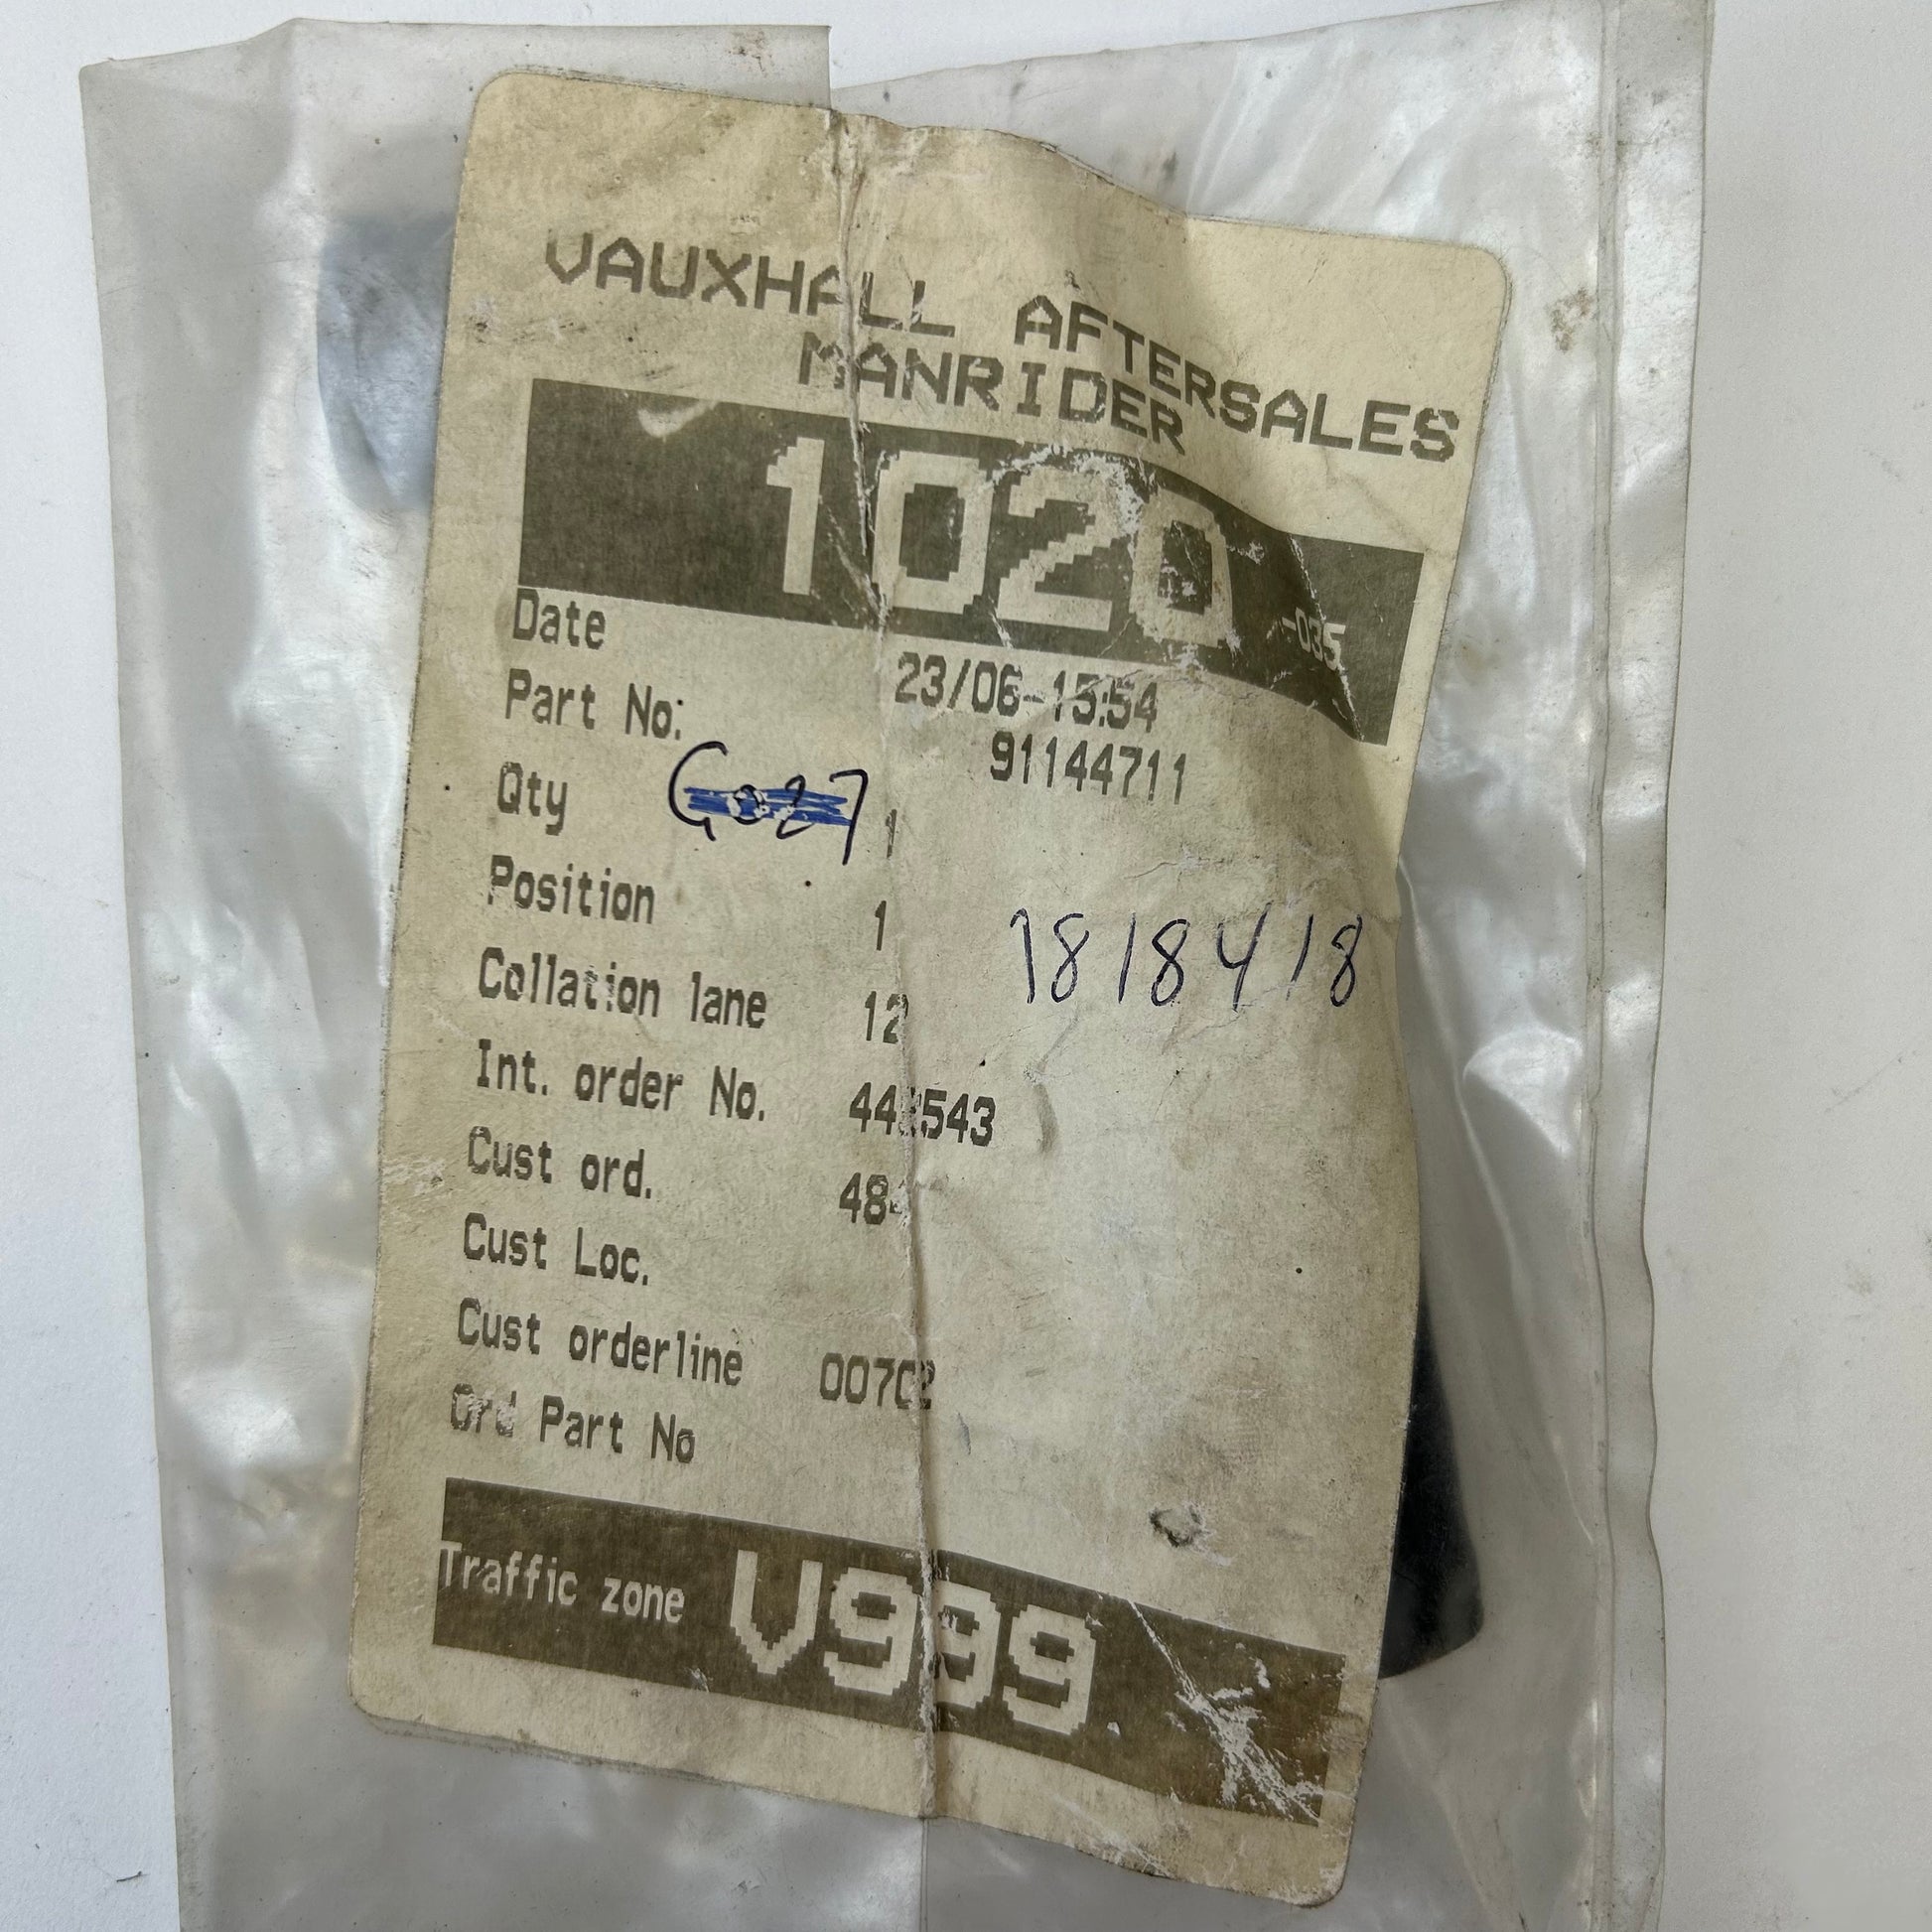 VAUXHALL AFTERSALES
MANRIDER
1020 -035
Date 23/06-15:54
Part No: 91144711
Qty G027 1
Position 1
1818418
Collation lane 12
Int. order No.
Cust ord.
Cust Loc.
Cust orderline 00702
Ord Part No
Traffic zone V999